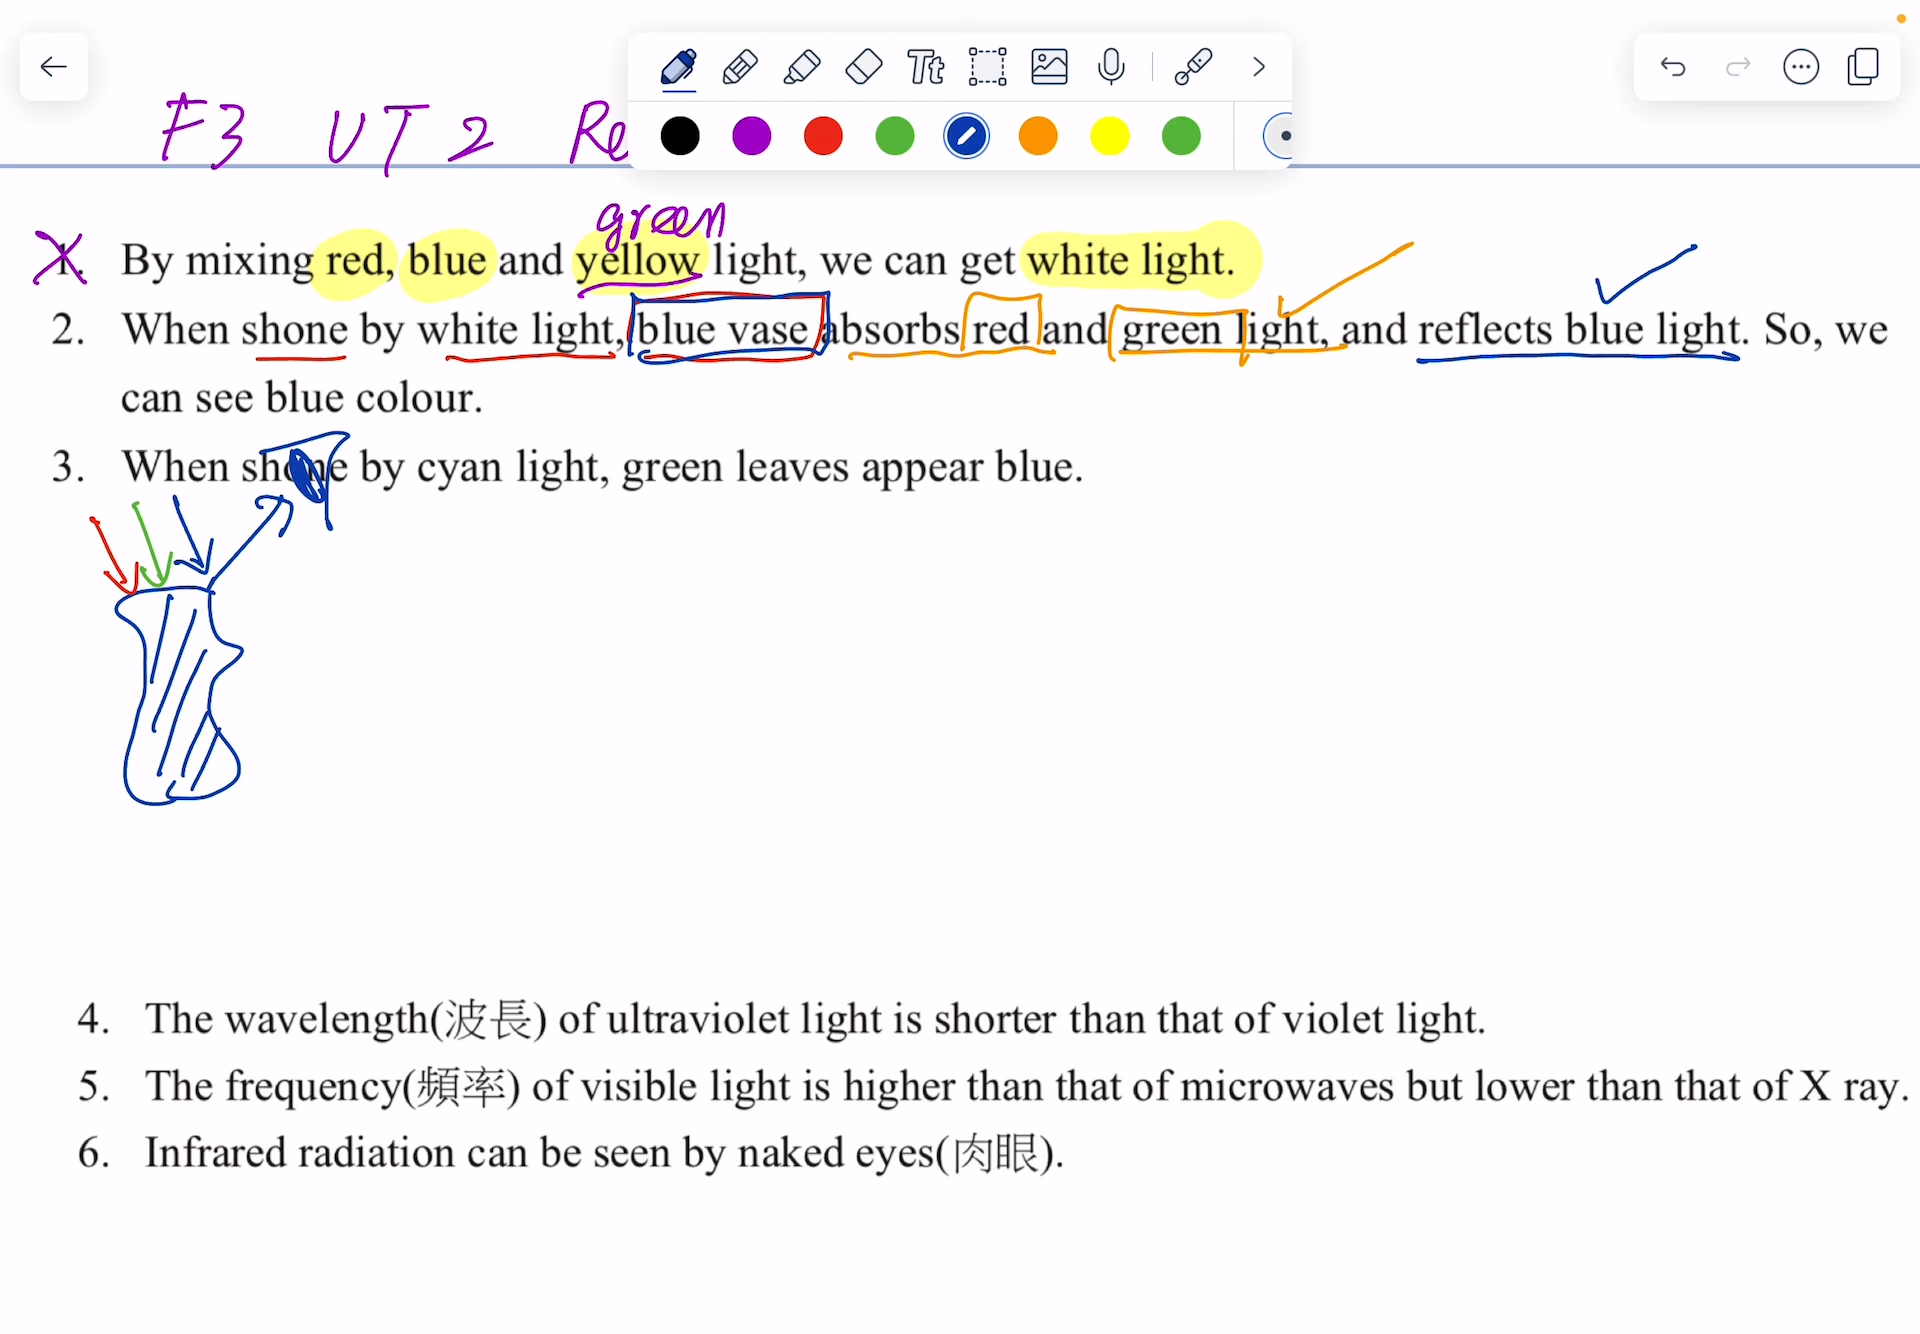 F3 UT 2 Re
Tt
green
1. By mixing red, blue and yellow light, we can get white light.
2. When shone by white light, blue vase absorbs red and green light, and reflects blue light. So, we
can see blue colour.
3. When shone by cyan light, green leaves appear blue.
4. The wavelength(波長) of ultraviolet light is shorter than that of violet light.
5. The frequency(頻率) of visible light is higher than that of microwaves but lower than that of X ray.
6. Infrared radiation can be seen by naked eyes(肉眼).